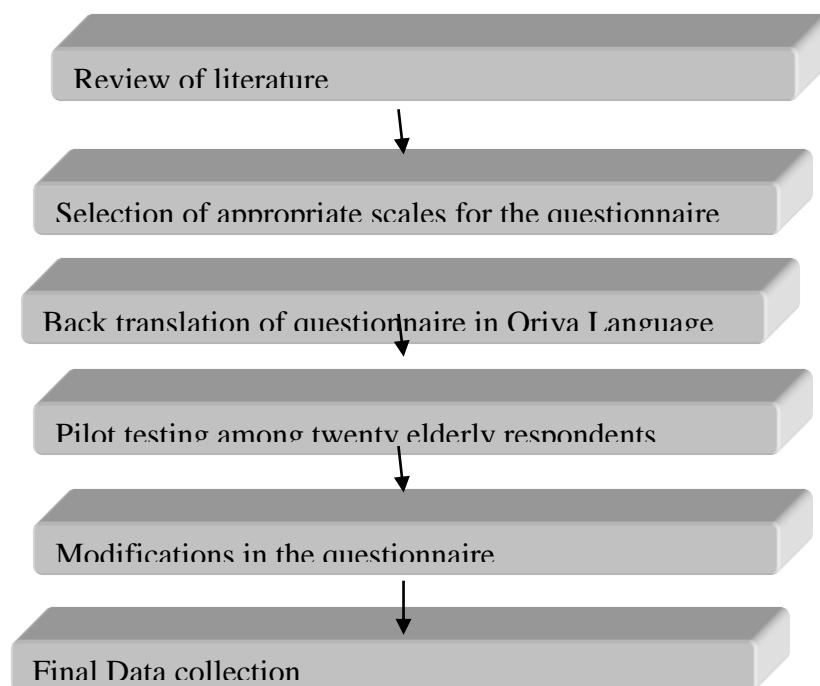 Review of literature
Selection of appropriate scales for the questionnaire
Back translation of questionnaire in Oriya Language
Pilot testing among twenty elderly respondents
Modifications in the questionnaire
Final Data collection